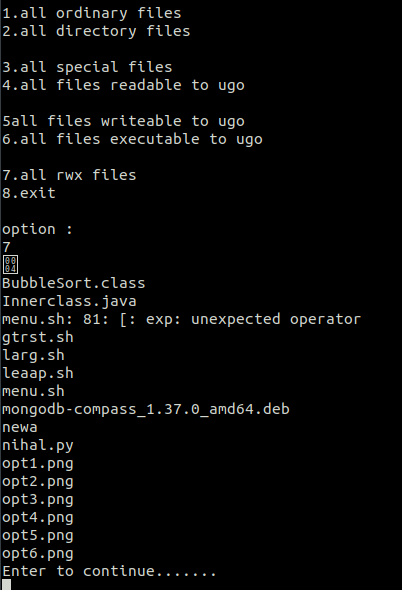 1.all ordinary files
2.all directory files
3.all special files
4.all files readable to ugo
5all files writeable to ugo
6.all files executable to ugo
7.all rwx files
8.exit
option :
7
0004
BubbleSort.class
Innerclass.java
menu.sh: 81: [: exp: unexpected operator
gtrst.sh
larg.sh
leaap.sh
menu.sh
mongodb-compass_1.37.0_amd64.deb
newa
nihal.py
opt1.png
opt2.png
opt3.png
opt4.png
opt5.png
opt6.png
Enter to continue.......